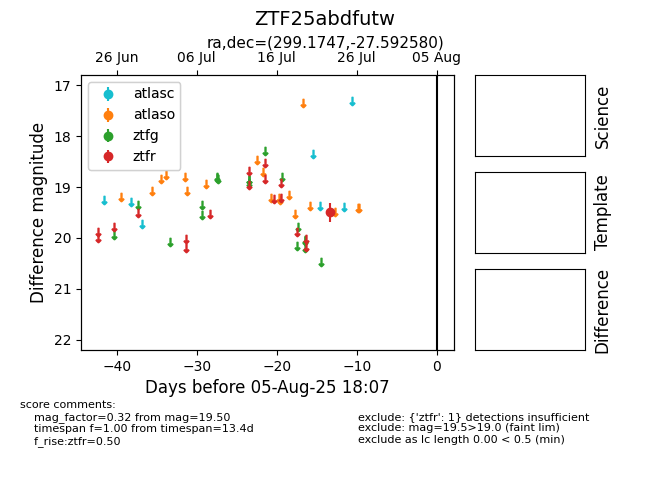 ZTF25abdfutw
ra,dec=(299.1747,-27.592580)
26 Jun
06 Jul
16 Jul
26 Jul
05 Aug
17
18
19
20
21
22
Difference magnitude
atlasc
atlaso
ztfg
ztfr
−40
−30
−20
−10
0
Days before 05-Aug-25 18:07
Science
Template
Difference
score comments:
mag_factor=0.32 from mag=19.50
timespan f=1.00 from timespan=13.4d
f_rise:ztfr=0.50
exclude: {'ztfr': 1} detections insufficient
exclude: mag=19.5>19.0 (faint lim)
exclude as lc length 0.00 < 0.5 (min)